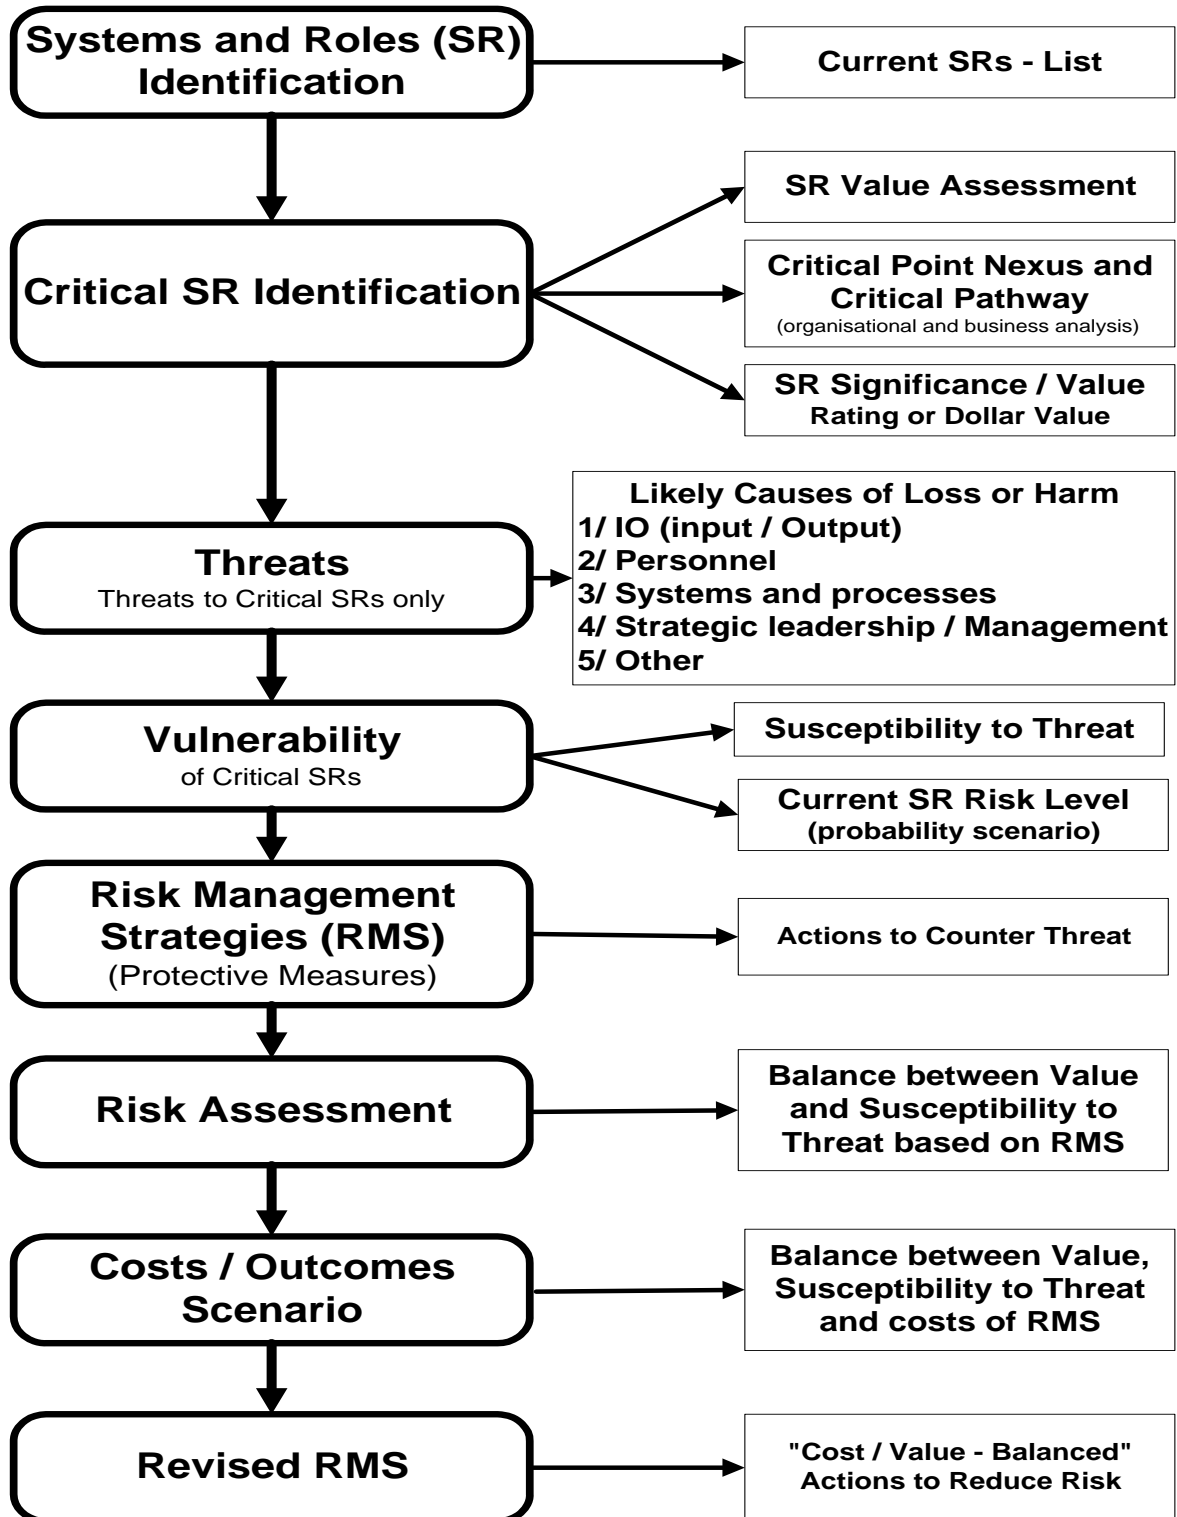 Systems and Roles (SR)
Identification
Current SRs - List
Critical SR Identification
SR Value Assessment
Critical Point Nexus and
Critical Pathway
(organisational and business analysis)
SR Significance / Value
Rating or Dollar Value
Threats
Threats to Critical SRs only
Likely Causes of Loss or Harm
1/ IO (input / Output)
2/ Personnel
3/ Systems and processes
4/ Strategic leadership / Management
5/ Other
Vulnerability
of Critical SRs
Susceptibility to Threat
Current SR Risk Level
(probability scenario)
Risk Management
Strategies (RMS)
(Protective Measures)
Actions to Counter Threat
Risk Assessment
Balance between Value
and Susceptibility to
Threat based on RMS
Costs / Outcomes
Scenario
Balance between Value,
Susceptibility to Threat
and costs of RMS
Revised RMS
"Cost / Value - Balanced"
Actions to Reduce Risk